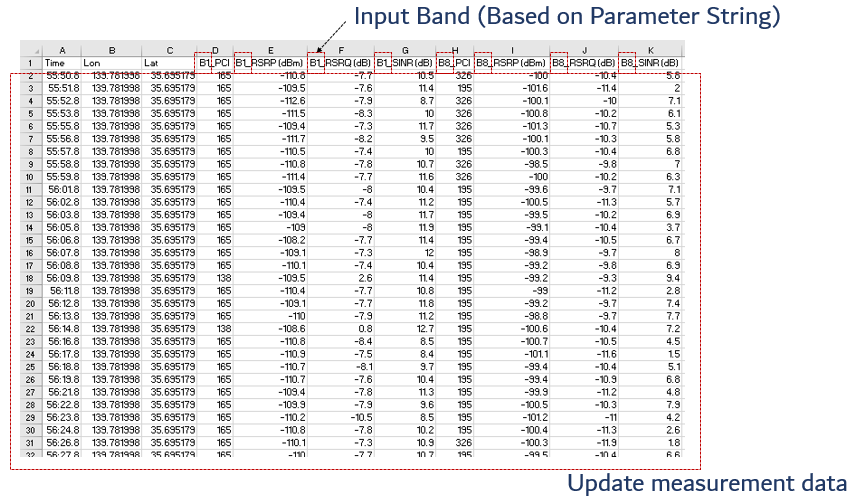 Input Band (Based on Parameter String)
A B C D E F G H I J K
1 Time Lon Lat B1_PCI B1_RSRP (dBm) B1_RSRQ (dB) B1_SINR (dB) B8_PCI B8_RSRP (dBm) B8_RSRQ (dB) B8_SINR (dB)
2 55:50.8 139.781998 35.695179 165 -110.8 -7.7 10.5 326 -100 -10.4 5.8
3 55:51.8 139.781998 35.695179 165 -109.5 -7.6 11.4 195 -101.6 -11.4 2
4 55:52.8 139.781998 35.695179 165 -112.6 -7.9 8.7 326 -100.1 -10 7.1
5 55:53.8 139.781998 35.695179 165 -111.5 -8.3 10 326 -100.8 -10.2 6.1
6 55:55.8 139.781998 35.695179 165 -109.4 -7.3 11.7 326 -101.3 -10.7 5.3
7 55:56.8 139.781998 35.695179 165 -111.7 -8.2 9.5 326 -100.1 -10.3 5.8
8 55:57.8 139.781998 35.695179 165 -110.5 -7.4 10 195 -100.3 -10.4 6.8
9 55:58.8 139.781998 35.695179 165 -110.8 -7.8 10.7 326 -98.5 -9.8 7
10 55:59.8 139.781998 35.695179 165 -111.4 -7.7 11.6 326 -100 -10.2 6.3
11 56:01.8 139.781998 35.695179 165 -109.5 -8 10.4 195 -99.6 -9.7 7.1
12 56:02.8 139.781998 35.695179 165 -110.4 -7.4 11.2 195 -100.5 -11.3 5.7
13 56:03.8 139.781998 35.695179 165 -109.4 -8 11.7 195 -99.5 -10.2 6.9
14 56:05.8 139.781998 35.695179 165 -109 -8 11.9 195 -99.1 -10.4 3.7
15 56:06.8 139.781998 35.695179 165 -108.2 -7.7 11.4 195 -99.4 -10.5 6.7
16 56:07.8 139.781998 35.695179 165 -109.1 -7.3 12 195 -98.9 -9.7 8
17 56:08.8 139.781998 35.695179 165 -110.1 -7.4 10.4 195 -99.2 -9.8 6.9
18 56:09.8 139.781998 35.695179 138 -109.5 2.6 11.4 195 -99.2 -9.3 9.4
19 56:11.8 139.781998 35.695179 165 -110.4 -7.7 10.8 195 -99 -11.2 2.8
20 56:12.8 139.781998 35.695179 165 -109.1 -7.7 11.8 195 -99.2 -9.7 7.4
21 56:13.8 139.781998 35.695179 165 -110 -7.9 11.2 195 -98.8 -9.7 7.7
22 56:14.8 139.781998 35.695179 138 -108.6 0.8 12.7 195 -100.6 -10.4 7.2
23 56:16.8 139.781998 35.695179 165 -110.8 -8.4 8.5 195 -100.7 -10.5 4.5
24 56:17.8 139.781998 35.695179 165 -110.9 -7.5 8.4 195 -101.1 -11.6 1.5
25 56:18.8 139.781998 35.695179 165 -110.7 -8.1 9.7 195 -99.4 -10.4 5.1
26 56:19.8 139.781998 35.695179 165 -110.7 -7.6 10.4 195 -99.4 -10.9 6.8
27 56:21.8 139.781998 35.695179 165 -109.4 -7.8 11.3 195 -99.9 -11.2 4.8
28 56:22.8 139.781998 35.695179 165 -109.9 -7.9 9.6 195 -100.5 -10.3 7.9
29 56:23.8 139.781998 35.695179 165 -110.2 -10.5 8.5 195 -101.2 -11 4.2
30 56:24.8 139.781998 35.695179 165 -110.8 -7.8 10.2 195 -100.4 -11.3 2.6
31 56:26.8 139.781998 35.695179 165 -110.1 -7.3 10.9 326 -100.3 -11.9 1.8
32 56:27.8 139.781998 35.695179 165 -110 -7.7 10.7 195 -99.5 -10.4 6.6
Update measurement data